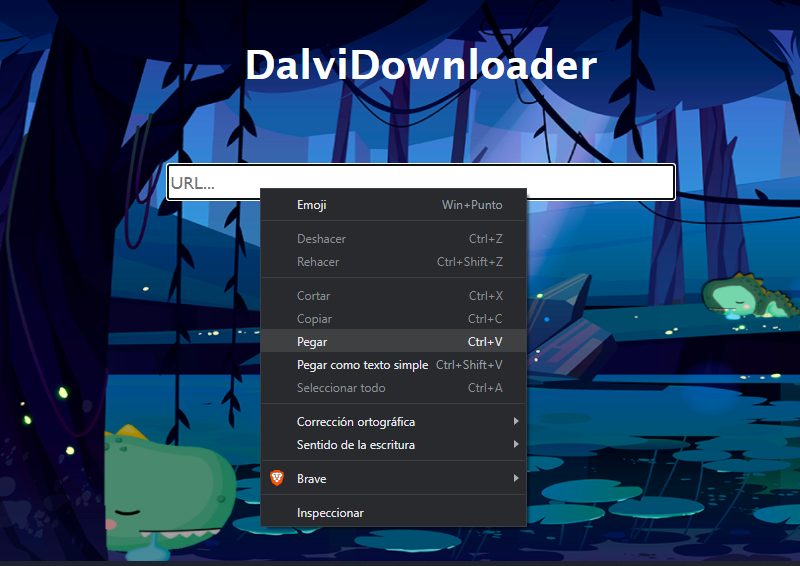 DalviDownloader
URL...
Emoji Win+Punto
Deshacer Ctrl+Z
Rehacer Ctrl+Shift+Z
Cortar Ctrl+X
Copiar Ctrl+C
Pegar Ctrl+V
Pegar como texto simple Ctrl+Shift+V
Seleccionar todo Ctrl+A
Corrección ortográfica
Sentido de la escritura
Brave
Inspeccionar